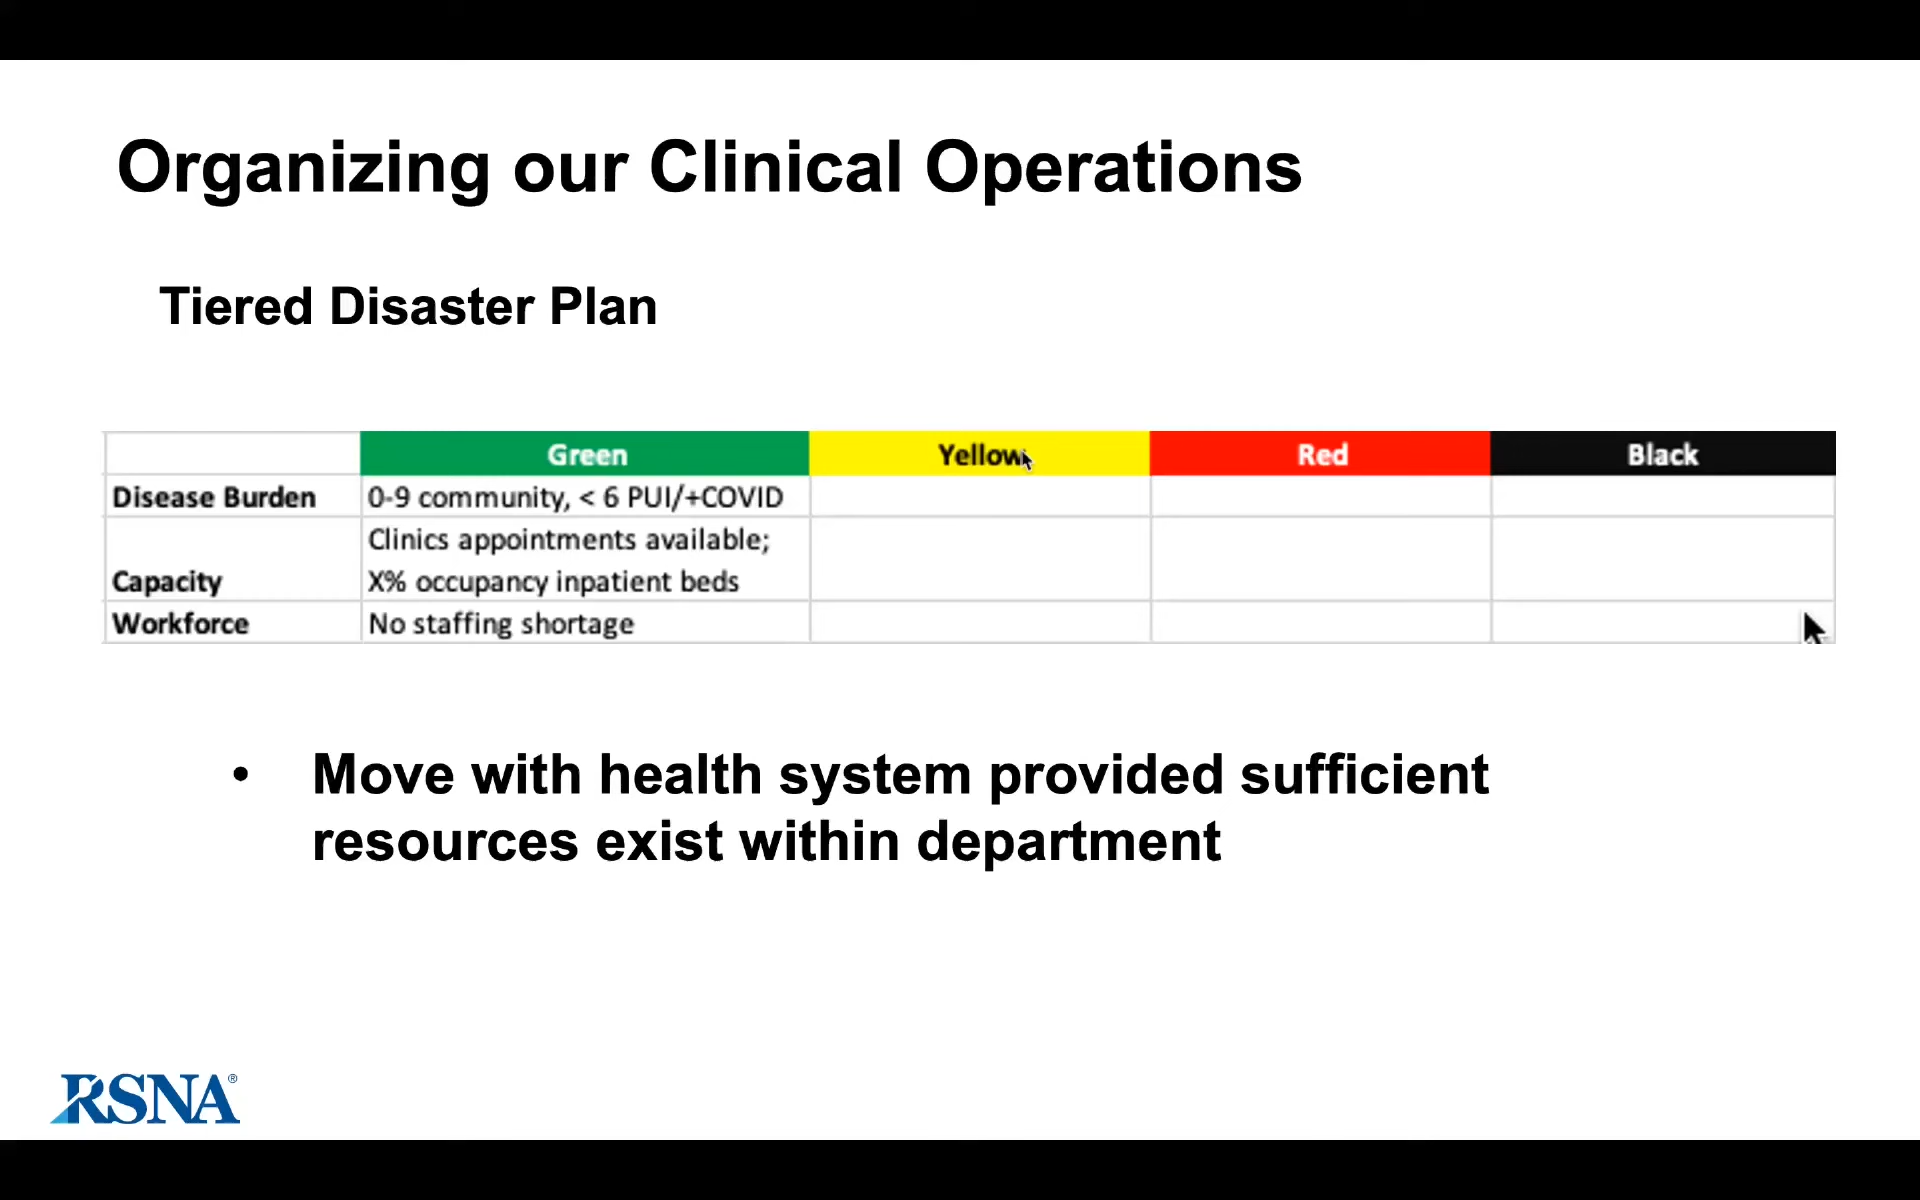 Organizing our Clinical Operations
Tiered Disaster Plan
Green Yellow Red Black
Disease Burden 0-9 community, < 6 PUI/+COVID
Clinics appointments available;
Capacity X% occupancy inpatient beds
Workforce No staffing shortage
• Move with health system provided sufficient
resources exist within department
RSNA®